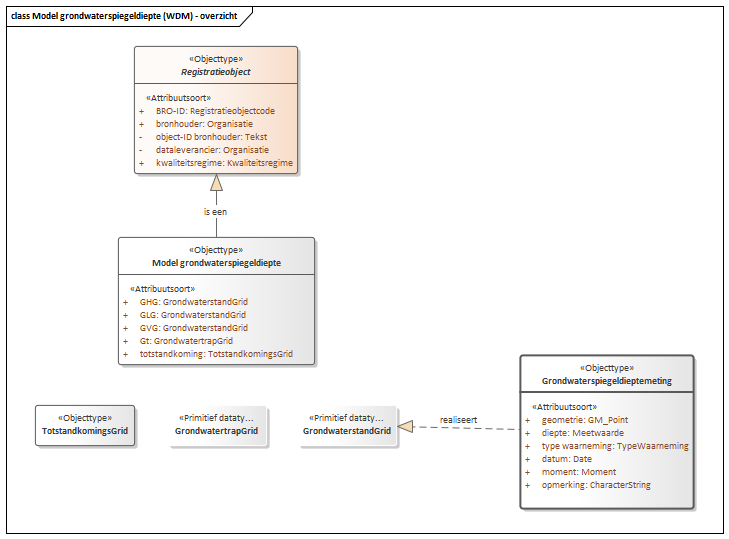 class Model grondwaterspiegeldiepte (WDM) - overzicht
«Objecttype»
Registratieobject
«Attribuutsoort»
+ BRO-ID: Registratieobjectcode
+ bronhouder: Organisatie
- object-ID bronhouder: Tekst
- dataleverancier: Organisatie
+ kwaliteitsregime: Kwaliteitsregime
is een
«Objecttype»
Model grondwaterspiegeldiepte
«Attribuutsoort»
+ GHG: GrondwaterstandGrid
+ GLG: GrondwaterstandGrid
+ GVG: GrondwaterstandGrid
+ Gt: GrondwatertrapGrid
+ totstandkoming: TotstandkomingsGrid
«Objecttype»
TotstandkomingsGrid
«Primitief dataty...
GrondwatertrapGrid
«Primitief dataty...
GrondwaterstandGrid
realiseert
«Objecttype»
Grondwaterspiegeldieptemeting
«Attribuutsoort»
+ geometrie: GM_Point
+ diepte: Meetwaarde
+ type waarneming: TypeWaarneming
+ datum: Date
+ moment: Moment
+ opmerking: CharacterString